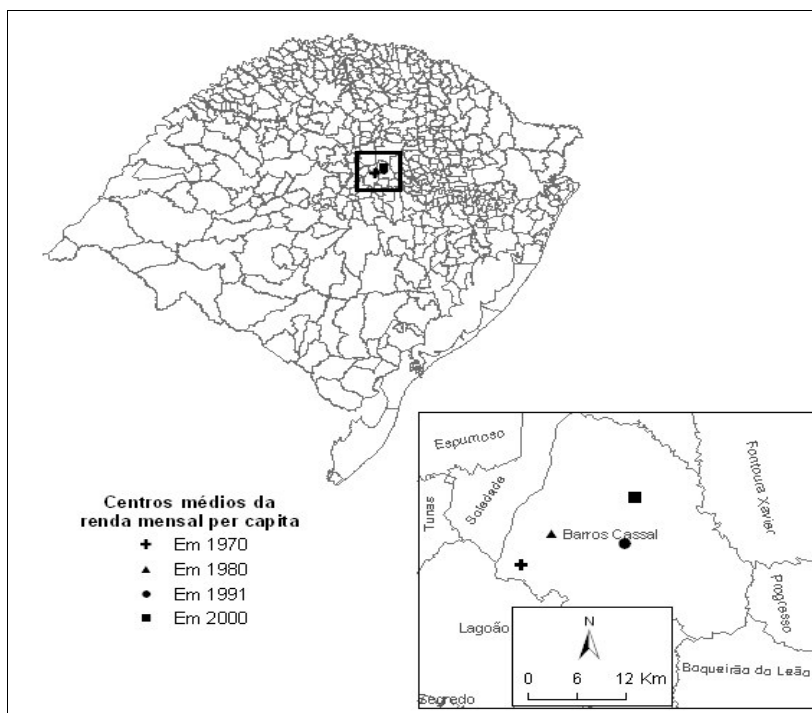 Centros médios da
renda mensal per capita
Em 1970
Em 1980
Em 1991
Em 2000
Espumoso
Tunas
Soledade
Fontoura Xavier
Barros Cassal
Progresso
Lagoão
N
Boqueirão do Leão
0 6 12 Km
Segredo